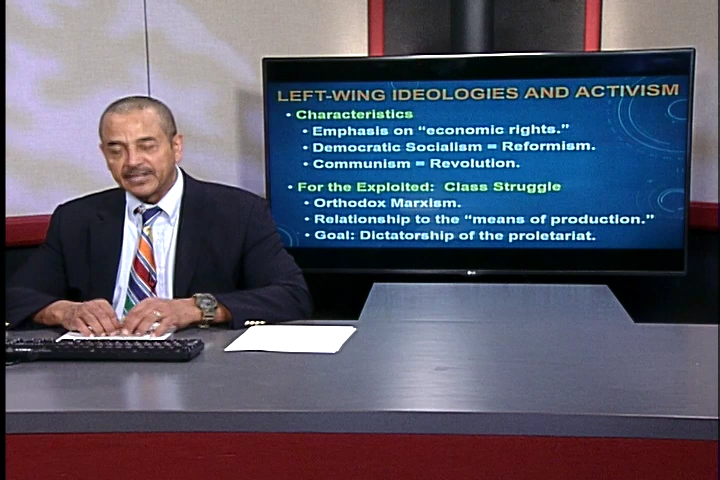 LEFT-WING IDEOLOGIES AND ACTIVISM
• Characteristics
• Emphasis on “economic rights.”
• Democratic Socialism = Reformism.
• Communism = Revolution.
• For the Exploited: Class Struggle
• Orthodox Marxism.
• Relationship to the “means of production.”
• Goal: Dictatorship of the proletariat.
LG